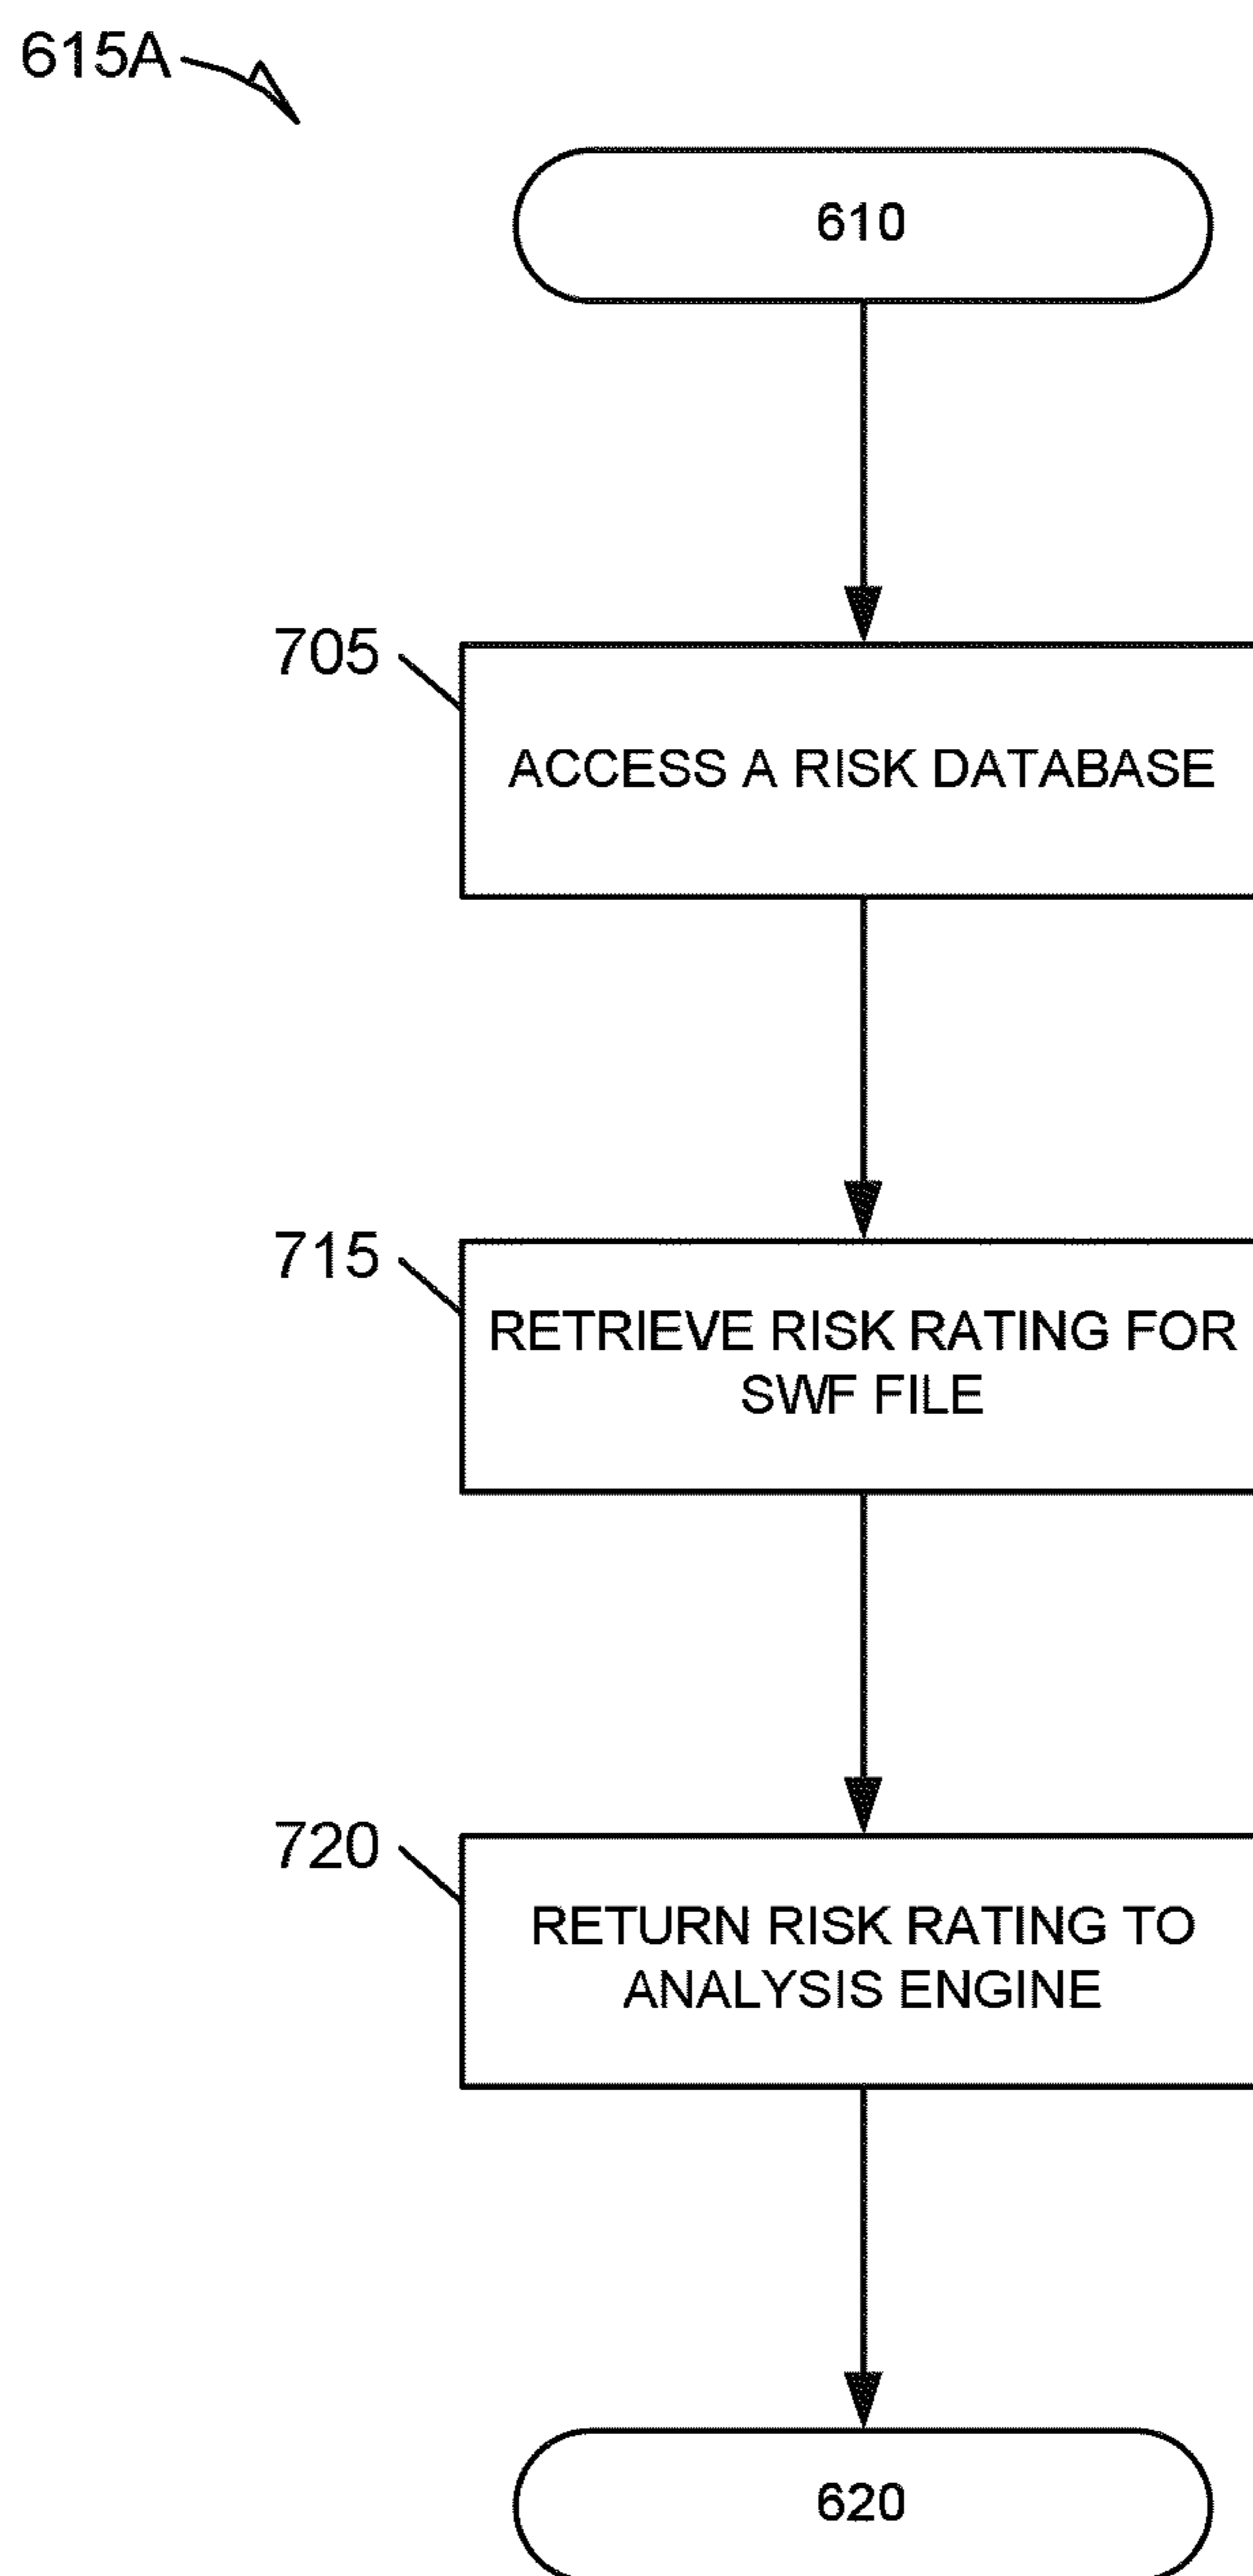 615A
610
705
ACCESS A RISK DATABASE
715
RETRIEVE RISK RATING FOR
SWF FILE
720
RETURN RISK RATING TO
ANALYSIS ENGINE
620